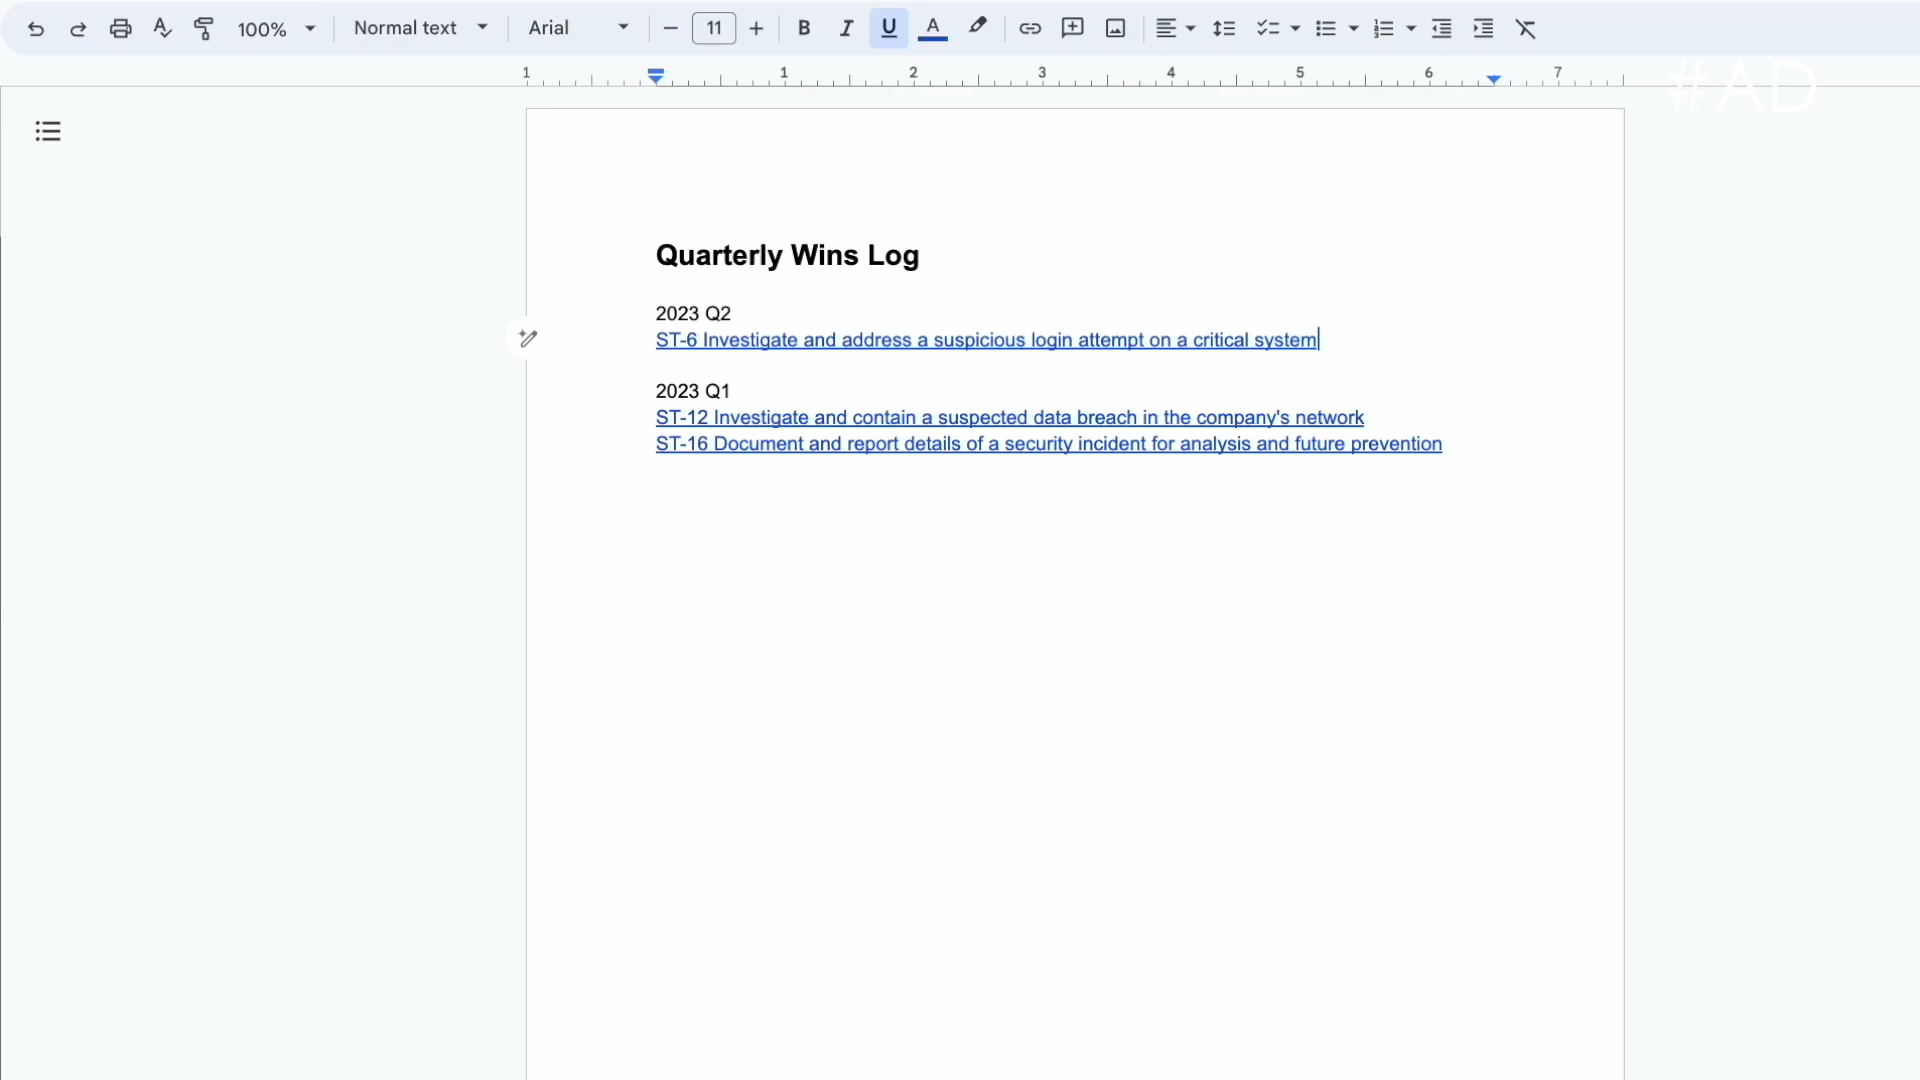 100% Normal text Arial 11 B I U A
1 1 2 3 4 5 6 7
#AD
Quarterly Wins Log
2023 Q2
ST-6 Investigate and address a suspicious login attempt on a critical system
2023 Q1
ST-12 Investigate and contain a suspected data breach in the company's network
ST-16 Document and report details of a security incident for analysis and future prevention